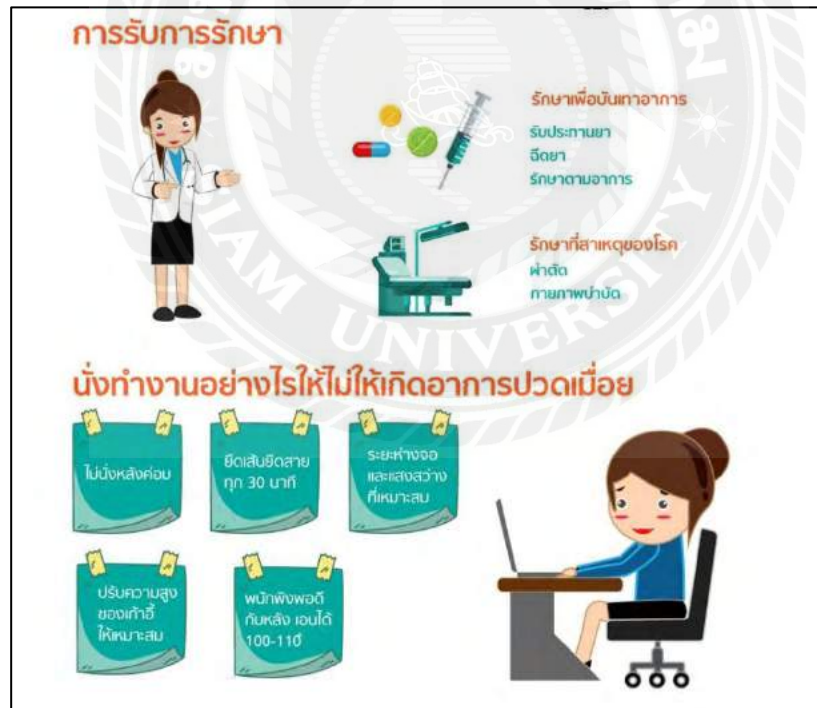 การรับการรักษา
รักษาเพื่อบันเทาอาการ
รับประทานยา
ฉีดยา
รักษาตามอาการ
รักษาที่สาเหตุของโรค
ผ่าตัด
กายภาพบำบัด
นั่งทำงานอย่างไรให้ไม่ให้เกิดอาการปวดเมื่อย
ไม่นั่งหลังค่อม
ยืดเส้นยืดสาย
ทุก 30 นาที
ระยะห่างจอ
และแสงสว่าง
ที่เหมาะสม
ปรับความสูง
ของเก้าอี้
ให้เหมาะสม
พนักพิงพอดี
กับหลัง เอนได้
SIAM UNIVERSITY